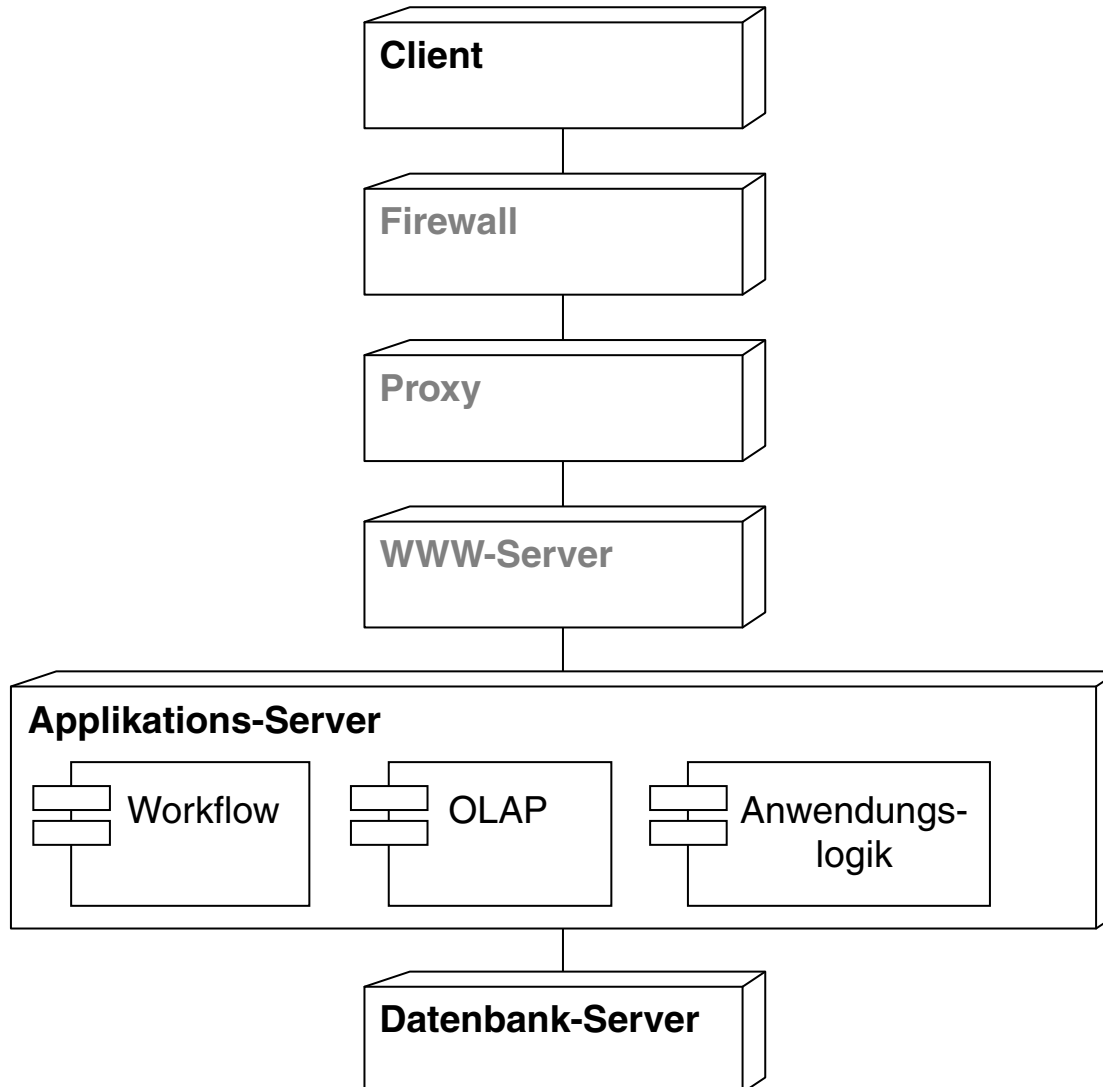 Client
Firewall
Proxy
WWW-Server
Applikations-Server
Workflow
OLAP
Anwendungs-
logik
Datenbank-Server